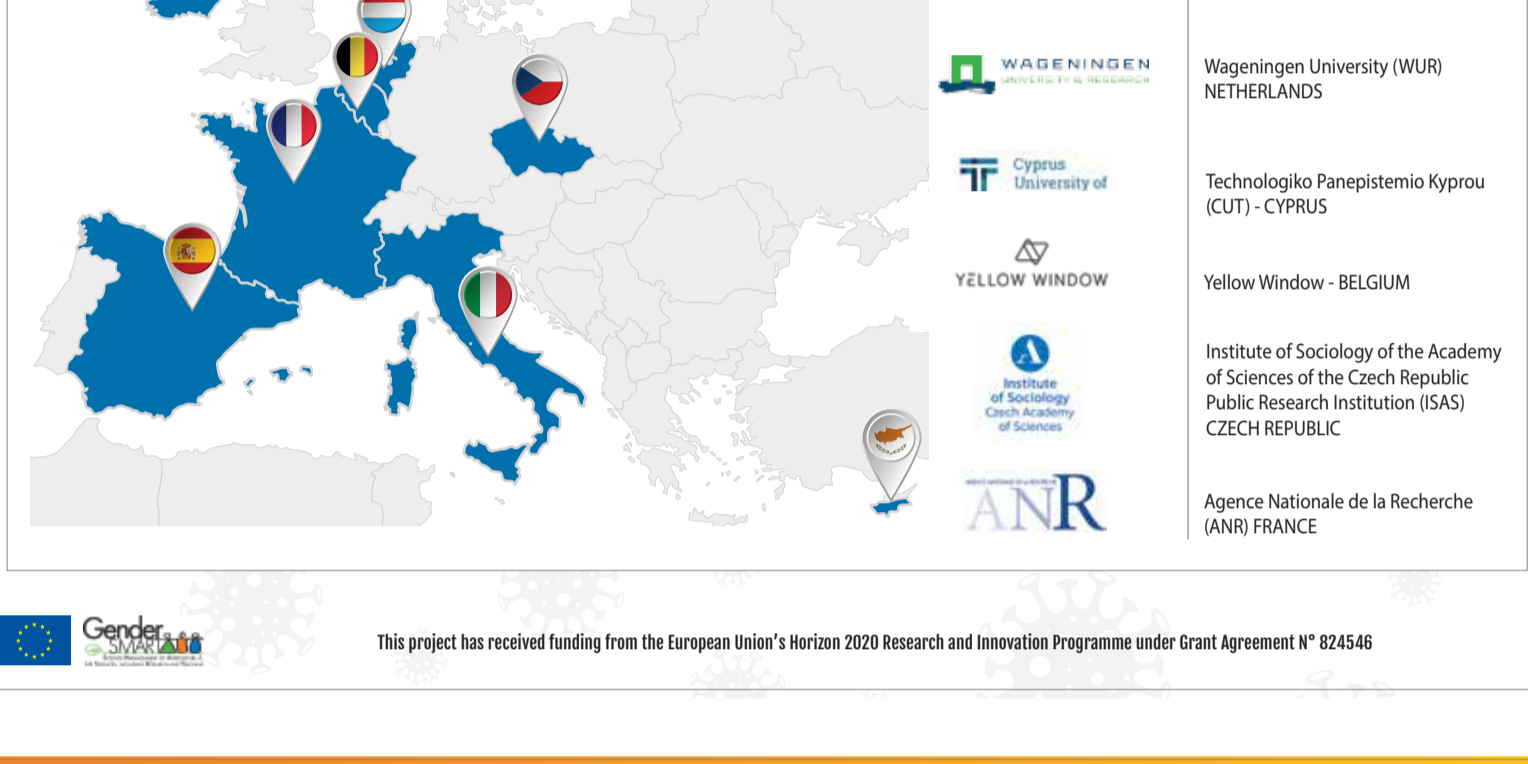 WAGENINGEN
UNIVERSITY & RESEARCH
Wageningen University (WUR)
NETHERLANDS
Cyprus
University of
Technologiko Panepistemio Kyprou
(CUT) - CYPRUS
YELLOW WINDOW
Yellow Window - BELGIUM
Institute
of Sociology
Czech Academy
of Sciences
Institute of Sociology of the Academy
of Sciences of the Czech Republic
Public Research Institution (ISAS)
CZECH REPUBLIC
ANR
Agence Nationale de la Recherche
(ANR) FRANCE
Gender
SMART
This project has received funding from the European Union's Horizon 2020 Research and Innovation Programme under Grant Agreement N° 824546